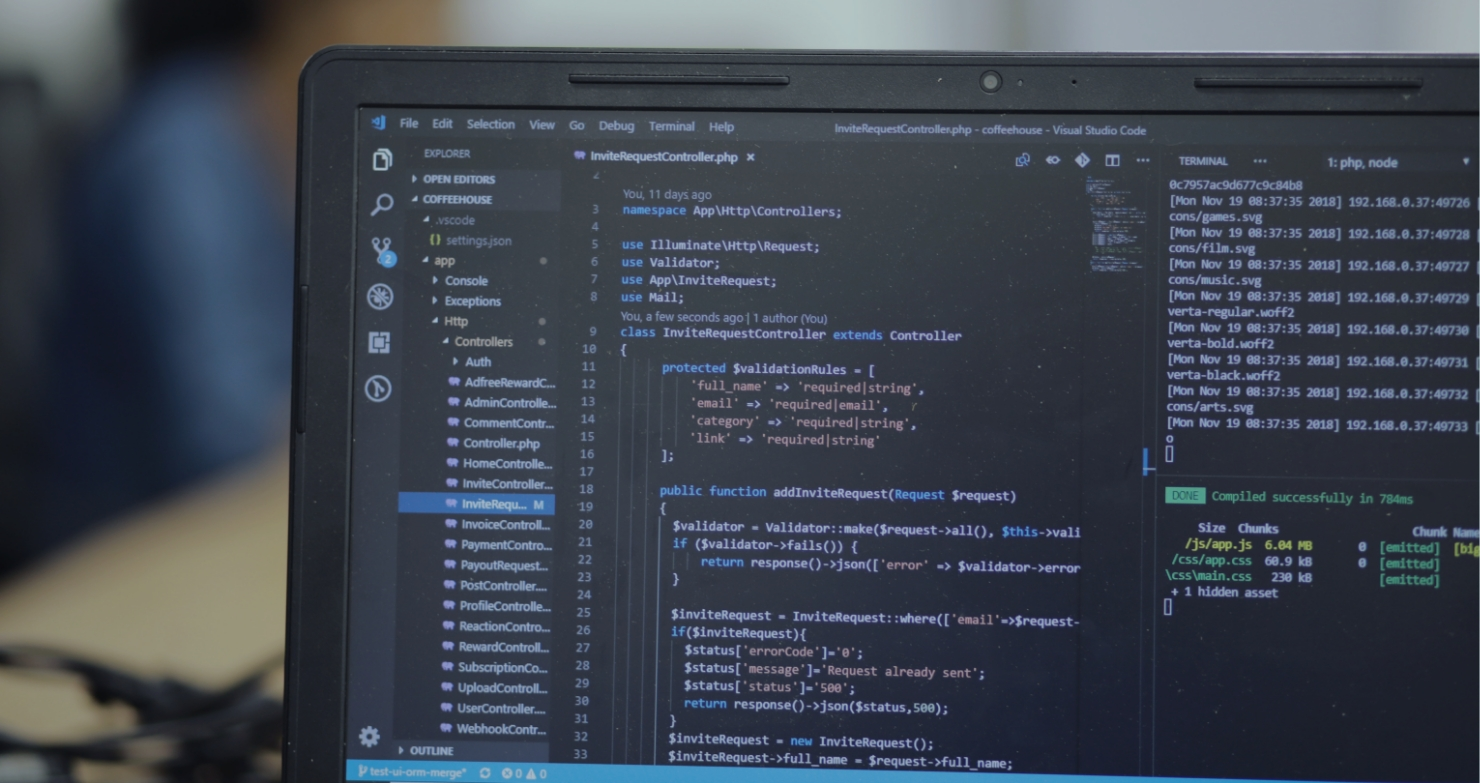 File Edit Selection View Go Debug Terminal Help
InviteRequestController.php - coffeehouse - Visual Studio Code
EXPLORER
OPEN EDITORS
COFFEEHOUSE
.vscode
{} settings.json
app
Console
Exceptions
Http
Controllers
Auth
AdfreeRewardC...
AdminControlle...
CommentContr...
Controller.php
HomeControlle...
InviteController...
InviteRequ... M
InvoiceControll...
PaymentContro...
PayoutRequest...
PostController....
ProfileControlle...
ReactionContro...
RewardControll...
SubscriptionCo...
UploadControll...
UserController....
WebhookContr...
OUTLINE
2
InviteRequestController.php ×
2
You, 11 days ago
3 namespace App\Http\Controllers;
4
5 use Illuminate\Http\Request;
6 use Validator;
7 use App\InviteRequest;
8 use Mail;
You, a few seconds ago | 1 author (You)
9 class InviteRequestController extends Controller
10 {
11 protected $validationRules = [
12 'full_name' => 'required|string',
13 'email' => 'required|email',
14 'category' => 'required|string',
15 'link' => 'required|string'
16 ];
17
18 public function addInviteRequest(Request $request)
19 {
20 $validator = Validator::make($request->all(), $this->vali
21 if ($validator->fails()) {
22 return response()->json(['error' => $validator->error
23 }
24
25 $inviteRequest = InviteRequest::where(['email'=>$request-
26 if($inviteRequest){
27 $status['errorCode']='0';
28 $status['message']='Request already sent';
29 $status['status']='500';
30 return response()->json($status,500);
31 }
32 $inviteRequest = new InviteRequest();
33 $inviteRequest->full_name = $request->full_name;
TERMINAL ... 1: php, node
0c7957ac9d677c9c84b8
[Mon Nov 19 08:37:35 2018] 192.168.0.37:49726
cons/games.svg
[Mon Nov 19 08:37:35 2018] 192.168.0.37:49728
cons/film.svg
[Mon Nov 19 08:37:35 2018] 192.168.0.37:49727
cons/music.svg
[Mon Nov 19 08:37:35 2018] 192.168.0.37:49729
verta-regular.woff2
[Mon Nov 19 08:37:35 2018] 192.168.0.37:49730
verta-bold.woff2
[Mon Nov 19 08:37:35 2018] 192.168.0.37:49731
verta-black.woff2
[Mon Nov 19 08:37:35 2018] 192.168.0.37:49732
cons/arts.svg
[Mon Nov 19 08:37:35 2018] 192.168.0.37:49733
o
DONE Compiled successfully in 784ms
Size Chunks Chunk Name
/js/app.js 6.04 MB 0 [emitted] [big
/css/app.css 60.9 kB 0 [emitted]
\css\main.css 230 kB [emitted]
+ 1 hidden asset
test-ui-orm-merge* 0 0